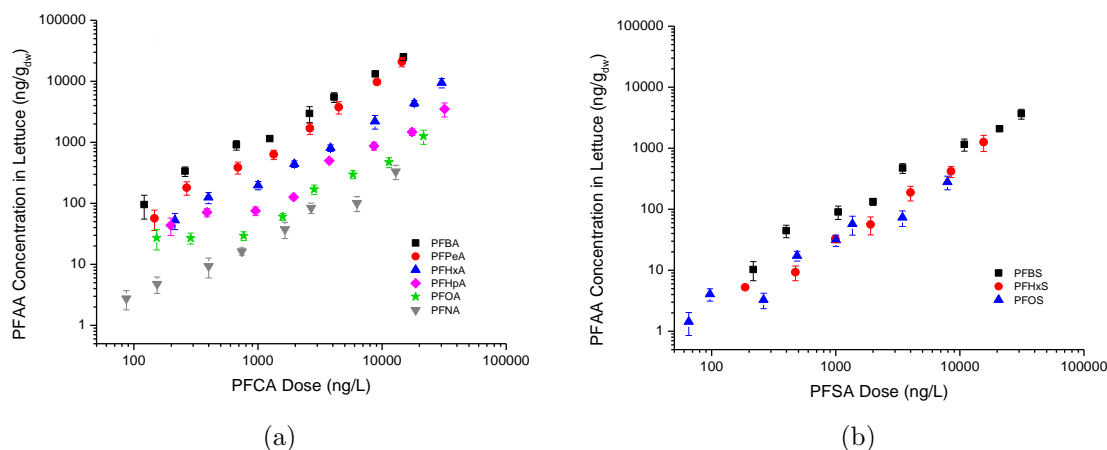 100000
10000
1000
100
10
1
PFAA Concentration in Lettuce (ng/g_dw)
PFBA
PFPeA
PFHxA
PFHpA
PFOA
PFNA
100 1000 10000 100000
PFCA Dose (ng/L)
(a)
100000
10000
1000
100
10
1
PFAA Concentration in Lettuce (ng/g_dw)
PFBS
PFHxS
PFOS
100 1000 10000 100000
PFSA Dose (ng/L)
(b)